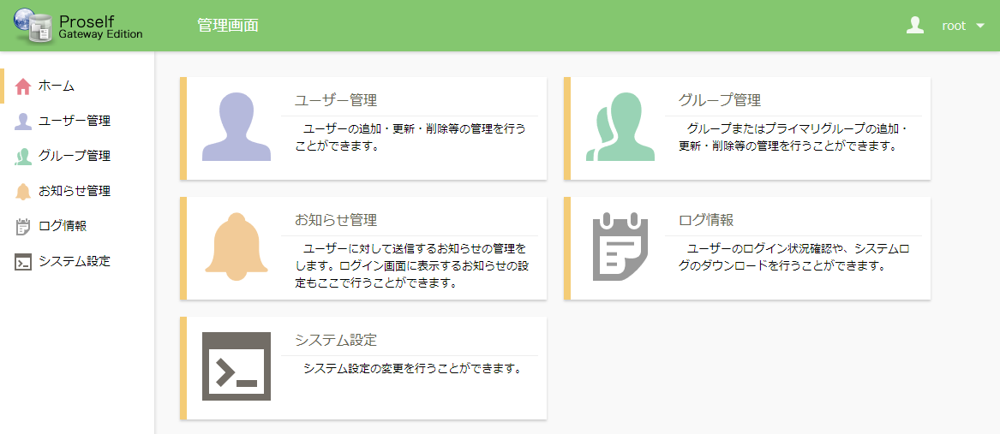 Proself
Gateway Edition
管理画面
root
ホーム
ユーザー管理
グループ管理
お知らせ管理
ログ情報
システム設定
ユーザー管理
ユーザーの追加・更新・削除等の管理を行う
ことができます。
グループ管理
グループまたはプライマリグループの追加・
更新・削除等の管理を行うことができます。
お知らせ管理
ユーザーに対して送信するお知らせの管理を
します。ログイン画面に表示するお知らせの設
定もここで行うことができます。
ログ情報
ユーザーのログイン状況確認や、システムロ
グのダウンロードを行うことができます。
システム設定
システム設定の変更を行うことができます。